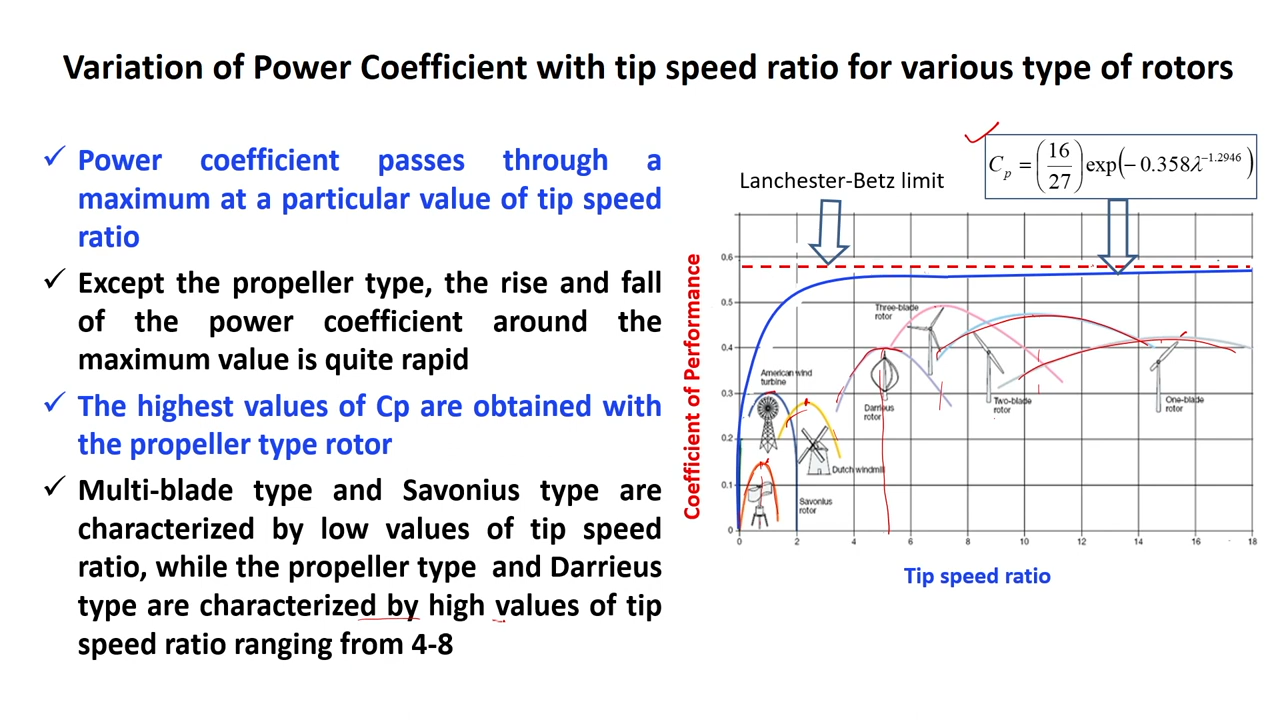 Variation of Power Coefficient with tip speed ratio for various type of rotors
✓ Power coefficient passes through a
maximum at a particular value of tip speed
ratio
✓ Except the propeller type, the rise and fall
of the power coefficient around the
maximum value is quite rapid
✓ The highest values of Cp are obtained with
the propeller type rotor
✓ Multi-blade type and Savonius type are
characterized by low values of tip speed
ratio, while the propeller type and Darrieus
type are characterized by high values of tip
speed ratio ranging from 4-8
C_p = (16/27) exp(−0.358λ^−1.2946)
Lanchester-Betz limit
Coefficient of Performance
0.6
0.5
0.4
0.3
0.2
0.1
0
Three-blade
rotor
American wind
turbine
Darrieus
rotor
Two-blade
rotor
One-blade
rotor
Dutch windmill
Savonius
rotor
0 2 4 6 8 10 12 14 16 18
Tip speed ratio